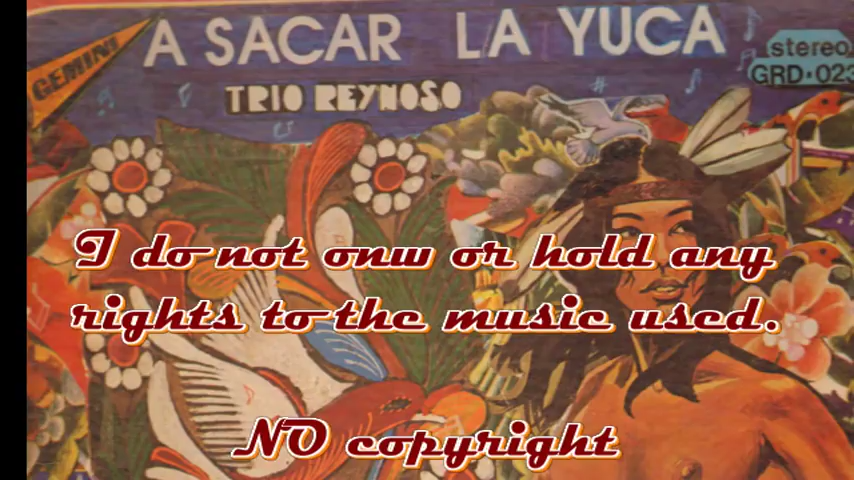 A SACAR LA YUCA
GEMINI
stereo
GRD•023
TRIO REYNOSO
I do not onw or hold any
rights to the music used.
NO copyright